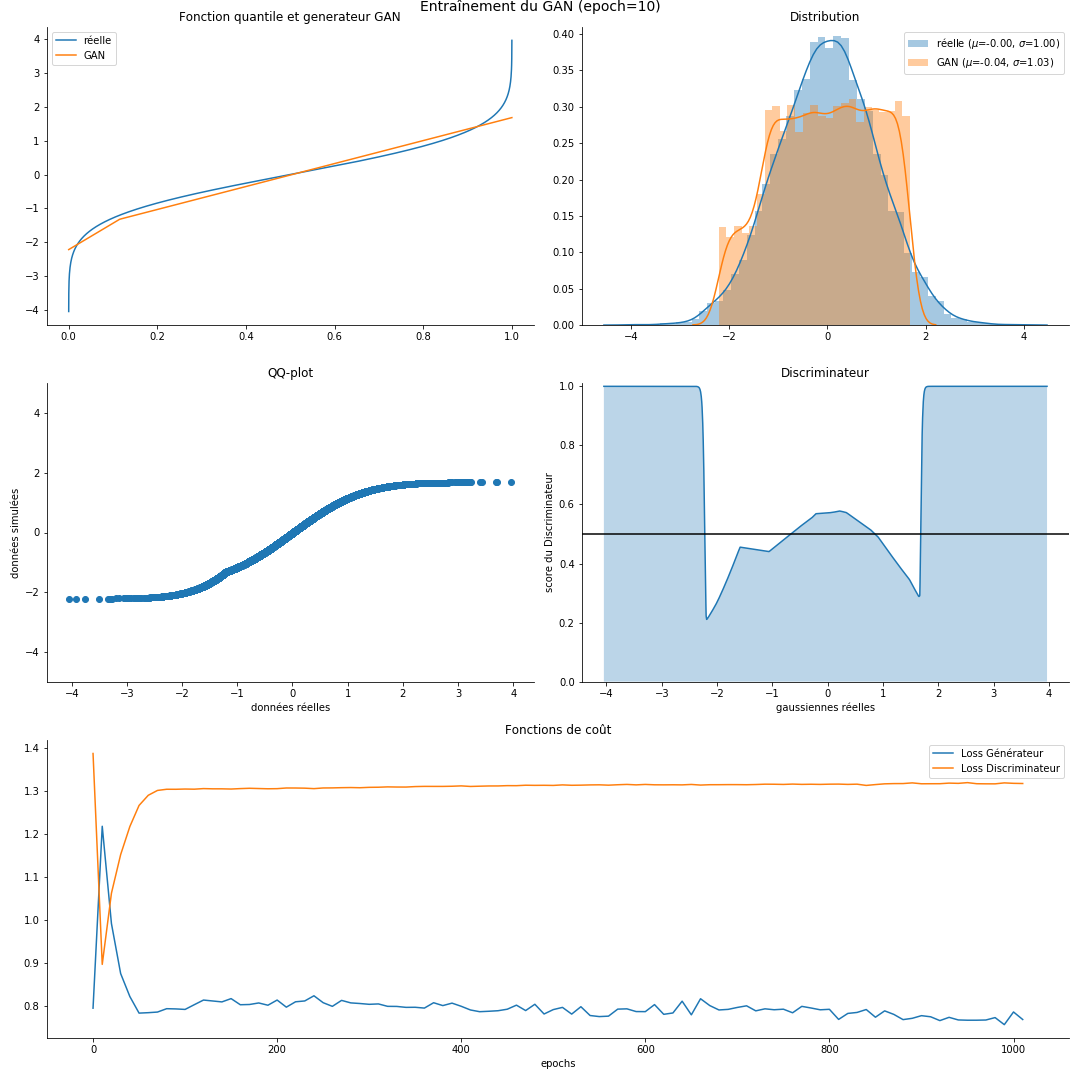 Entraînement du GAN (epoch=10)
Fonction quantile et generateur GAN
réelle
GAN
4
3
2
1
0
−1
−2
−3
−4
0.0 0.2 0.4 0.6 0.8 1.0
Distribution
réelle (μ=-0.00, σ=1.00)
GAN (μ=-0.04, σ=1.03)
0.40
0.35
0.30
0.25
0.20
0.15
0.10
0.05
0.00
−4 −2 0 2 4
QQ-plot
données simulées
4
2
0
−2
−4
−4 −3 −2 −1 0 1 2 3 4
données réelles
Discriminateur
score du Discriminateur
1.0
0.8
0.6
0.4
0.2
0.0
−4 −3 −2 −1 0 1 2 3 4
gaussiennes réelles
Fonctions de coût
Loss Générateur
Loss Discriminateur
1.4
1.3
1.2
1.1
1.0
0.9
0.8
0 200 400 600 800 1000
epochs